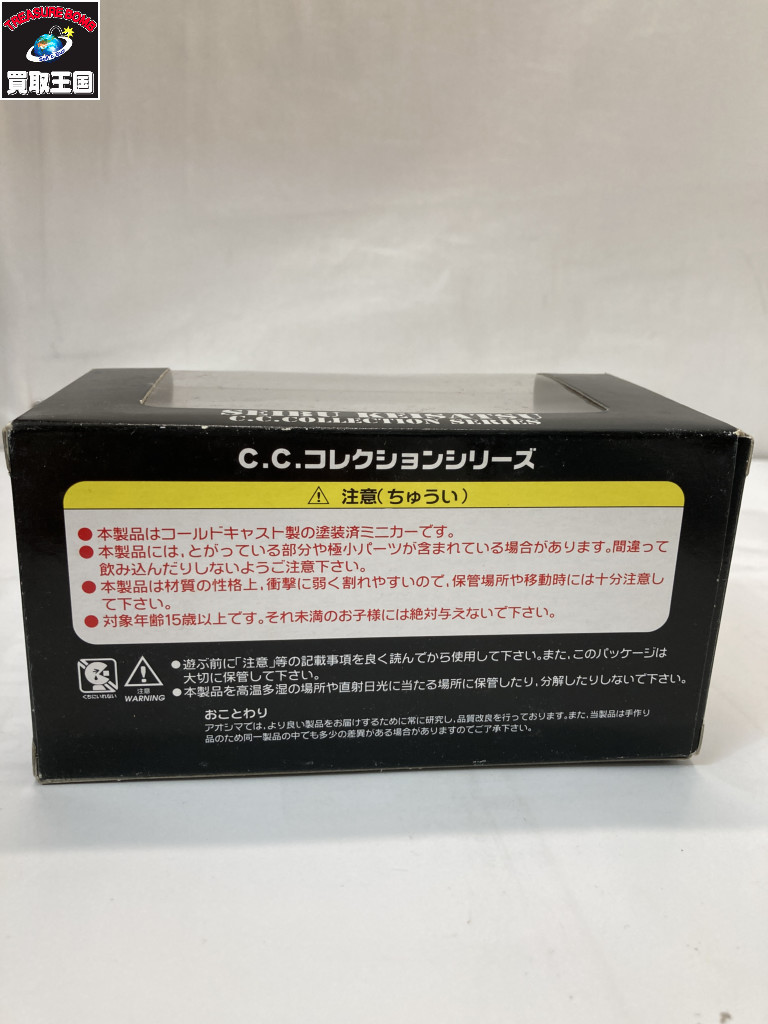 TREASURE BOMB
買取王国
SEIBU KEISATSU
C.C.COLLECTION SERIES
C.C.コレクションシリーズ
注意(ちゅうい)
●本製品はコールドキャスト製の塗装済ミニカーです。
●本製品には,とがっている部分や極小パーツが含まれている場合があります。間違って
飲み込んだりしないようご注意下さい。
●本製品は材質の性格上,衝撃に弱く割れやすいので,保管場所や移動時には十分注意し
て下さい。
●対象年齢15歳以上です。それ未満のお子様には絶対与えないで下さい。
●遊ぶ前に「注意」等の記載事項を良く読んでから使用して下さい。また,このパッケージは
大切に保管して下さい。
●本製品を高温多湿の場所や直射日光に当たる場所に保管したり,分解したりしないで下さい。
くちにいれない
注意
WARNING
おことわり
アオシマでは,より良い製品をお届けするために常に研究し,品質改良を行っております。また,当製品は手作り
品のため同一製品の中でも多少の差異がある場合がありますのでご了承下さい。